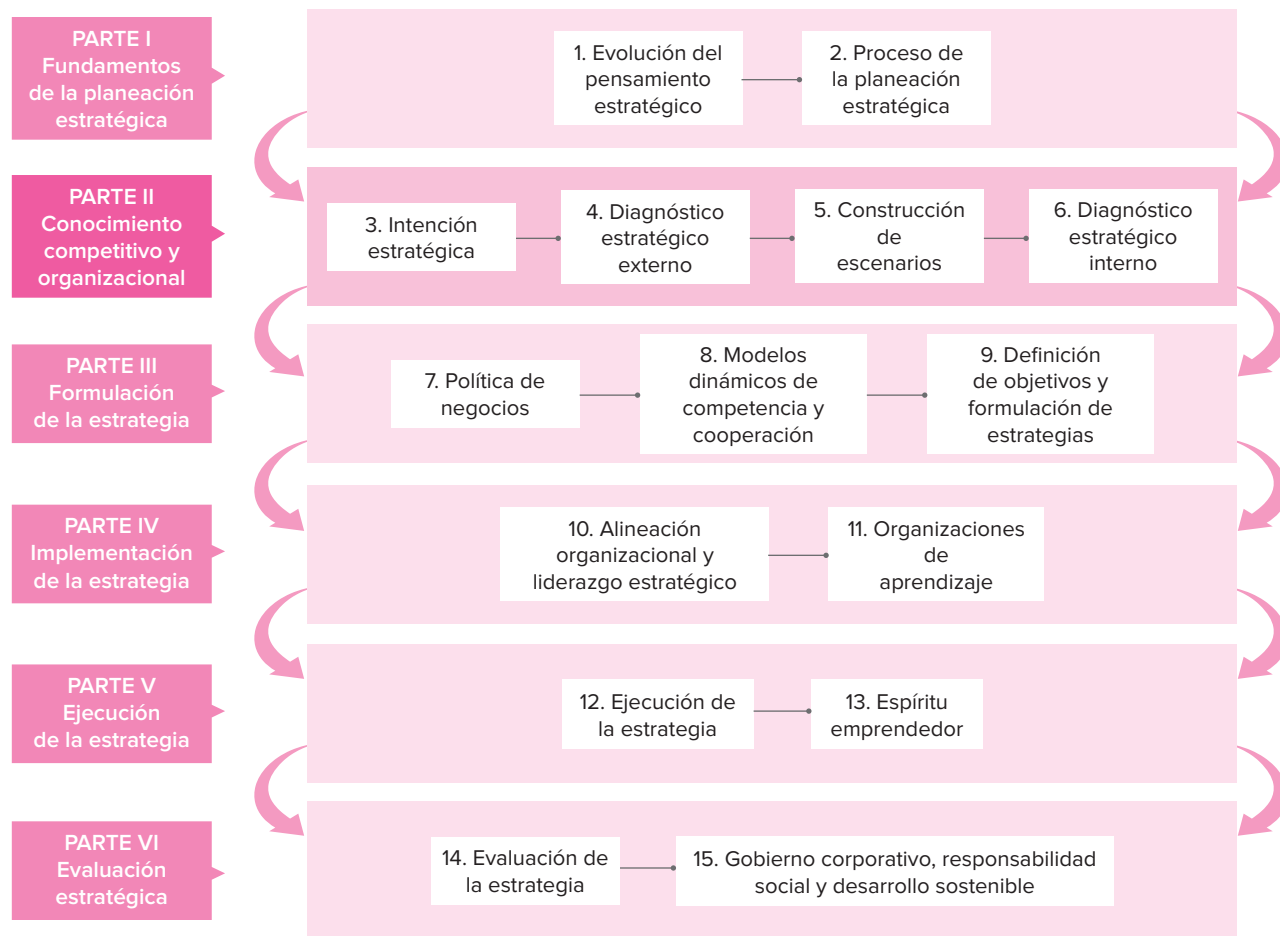 PARTE I
Fundamentos
de la planeación
estratégica
1. Evolución del
pensamiento
estratégico
2. Proceso de
la planeación
estratégica
PARTE II
Conocimiento
competitivo y
organizacional
3. Intención
estratégica
4. Diagnóstico
estratégico
externo
5. Construcción
de
escenarios
6. Diagnóstico
estratégico
interno
PARTE III
Formulación
de la estrategia
7. Política de
negocios
8. Modelos
dinámicos de
competencia y
cooperación
9. Definición
de objetivos y
formulación de
estrategias
PARTE IV
Implementación
de la estrategia
10. Alineación
organizacional y
liderazgo estratégico
11. Organizaciones
de
aprendizaje
PARTE V
Ejecución
de la estrategia
12. Ejecución de
la estrategia
13. Espíritu
emprendedor
PARTE VI
Evaluación
estratégica
14. Evaluación de
la estrategia
15. Gobierno corporativo, responsabilidad
social y desarrollo sostenible